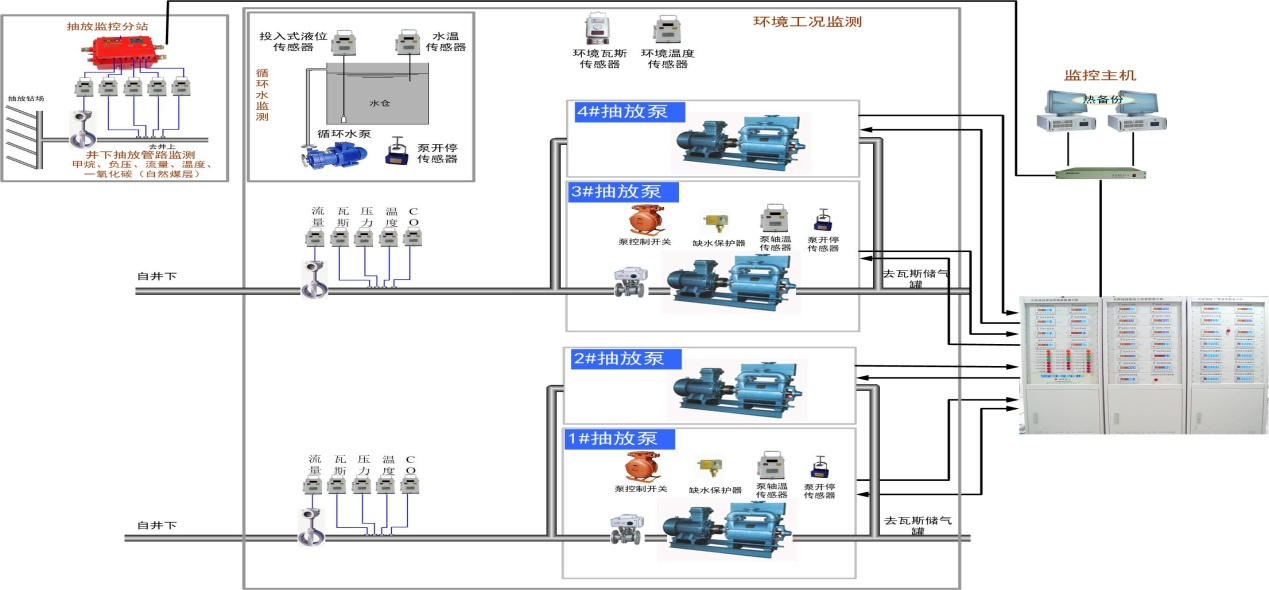 抽放监控分站
抽放钻场
去井上
井下抽放管路监测
甲烷、负压、流量、温度、
一氧化碳（自然煤层）
循环水监测
投入式液位
传感器
水温
传感器
水仓
循环水泵
泵开停
传感器
环境工况监测
环境瓦斯
传感器
环境温度
传感器
监控主机
热备份
4#抽放泵
3#抽放泵
泵控制开关
缺水保护器
泵轴温
传感器
泵开停
传感器
流量
瓦斯
压力
温度
CO
自井下
去瓦斯储气
罐
2#抽放泵
1#抽放泵
泵控制开关
缺水保护器
泵轴温
传感器
泵开停
传感器
流量
瓦斯
压力
温度
CO
自井下
去瓦斯储气
罐